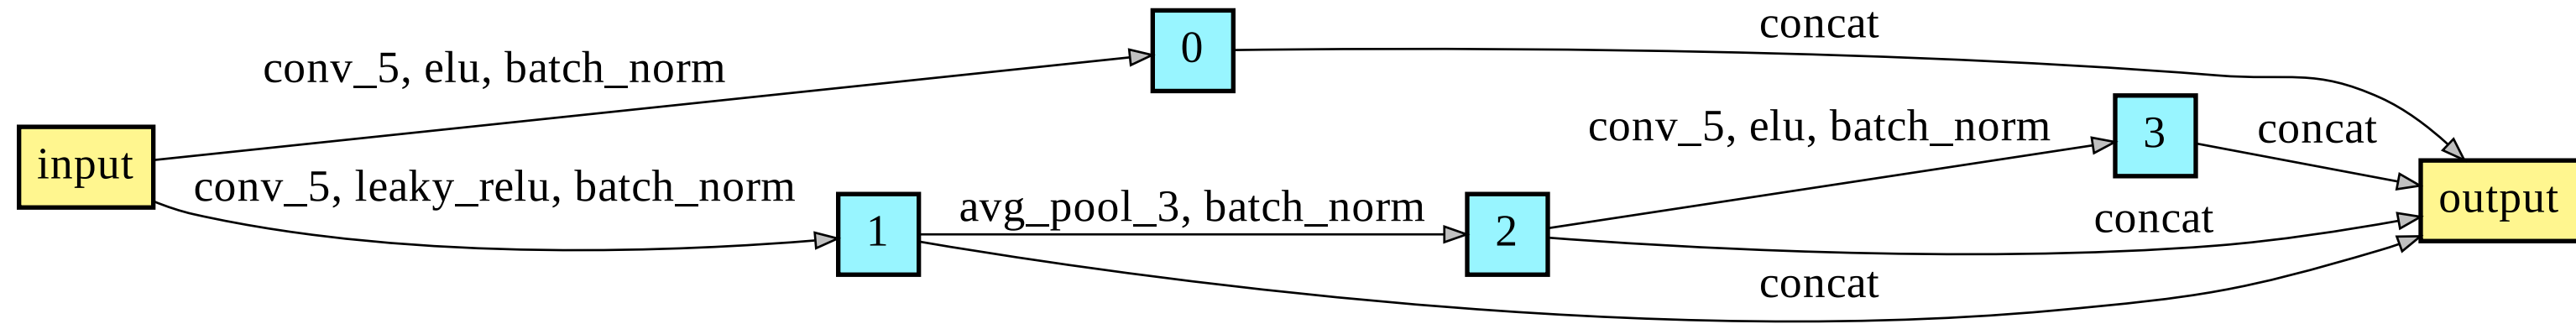 concat
0
conv_5, elu, batch_norm
conv_5, elu, batch_norm
3
concat
input
conv_5, leaky_relu, batch_norm
output
avg_pool_3, batch_norm
concat
1
2
concat